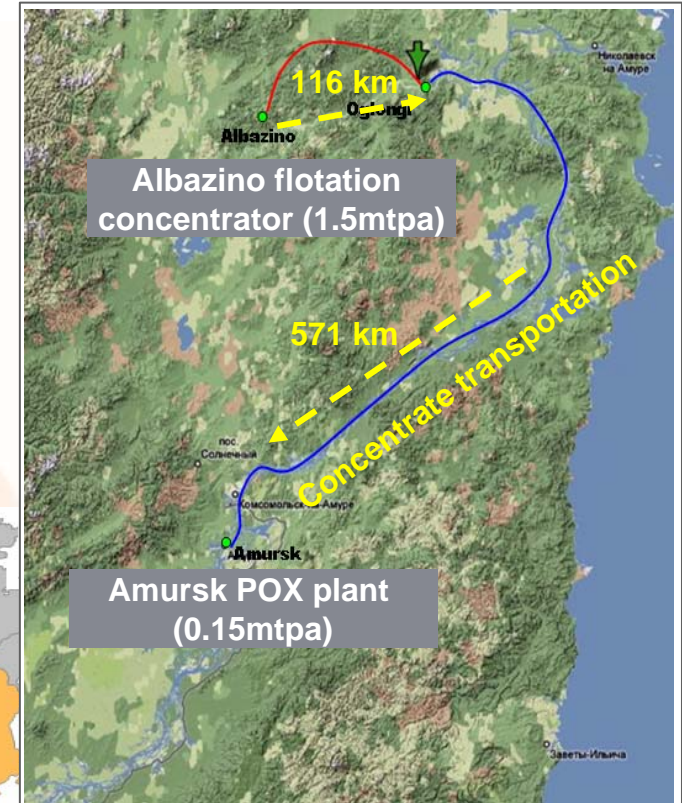 Николаевск
на Амуре
116 km
Oglongi
Albazino
Albazino flotation
concentrator (1.5mtpa)
571 km
Concentrate transportation
пос.
Солнечный
Комсомольск-на-Амуре
Amursk
Amursk POX plant
(0.15mtpa)
Заветы-Ильича